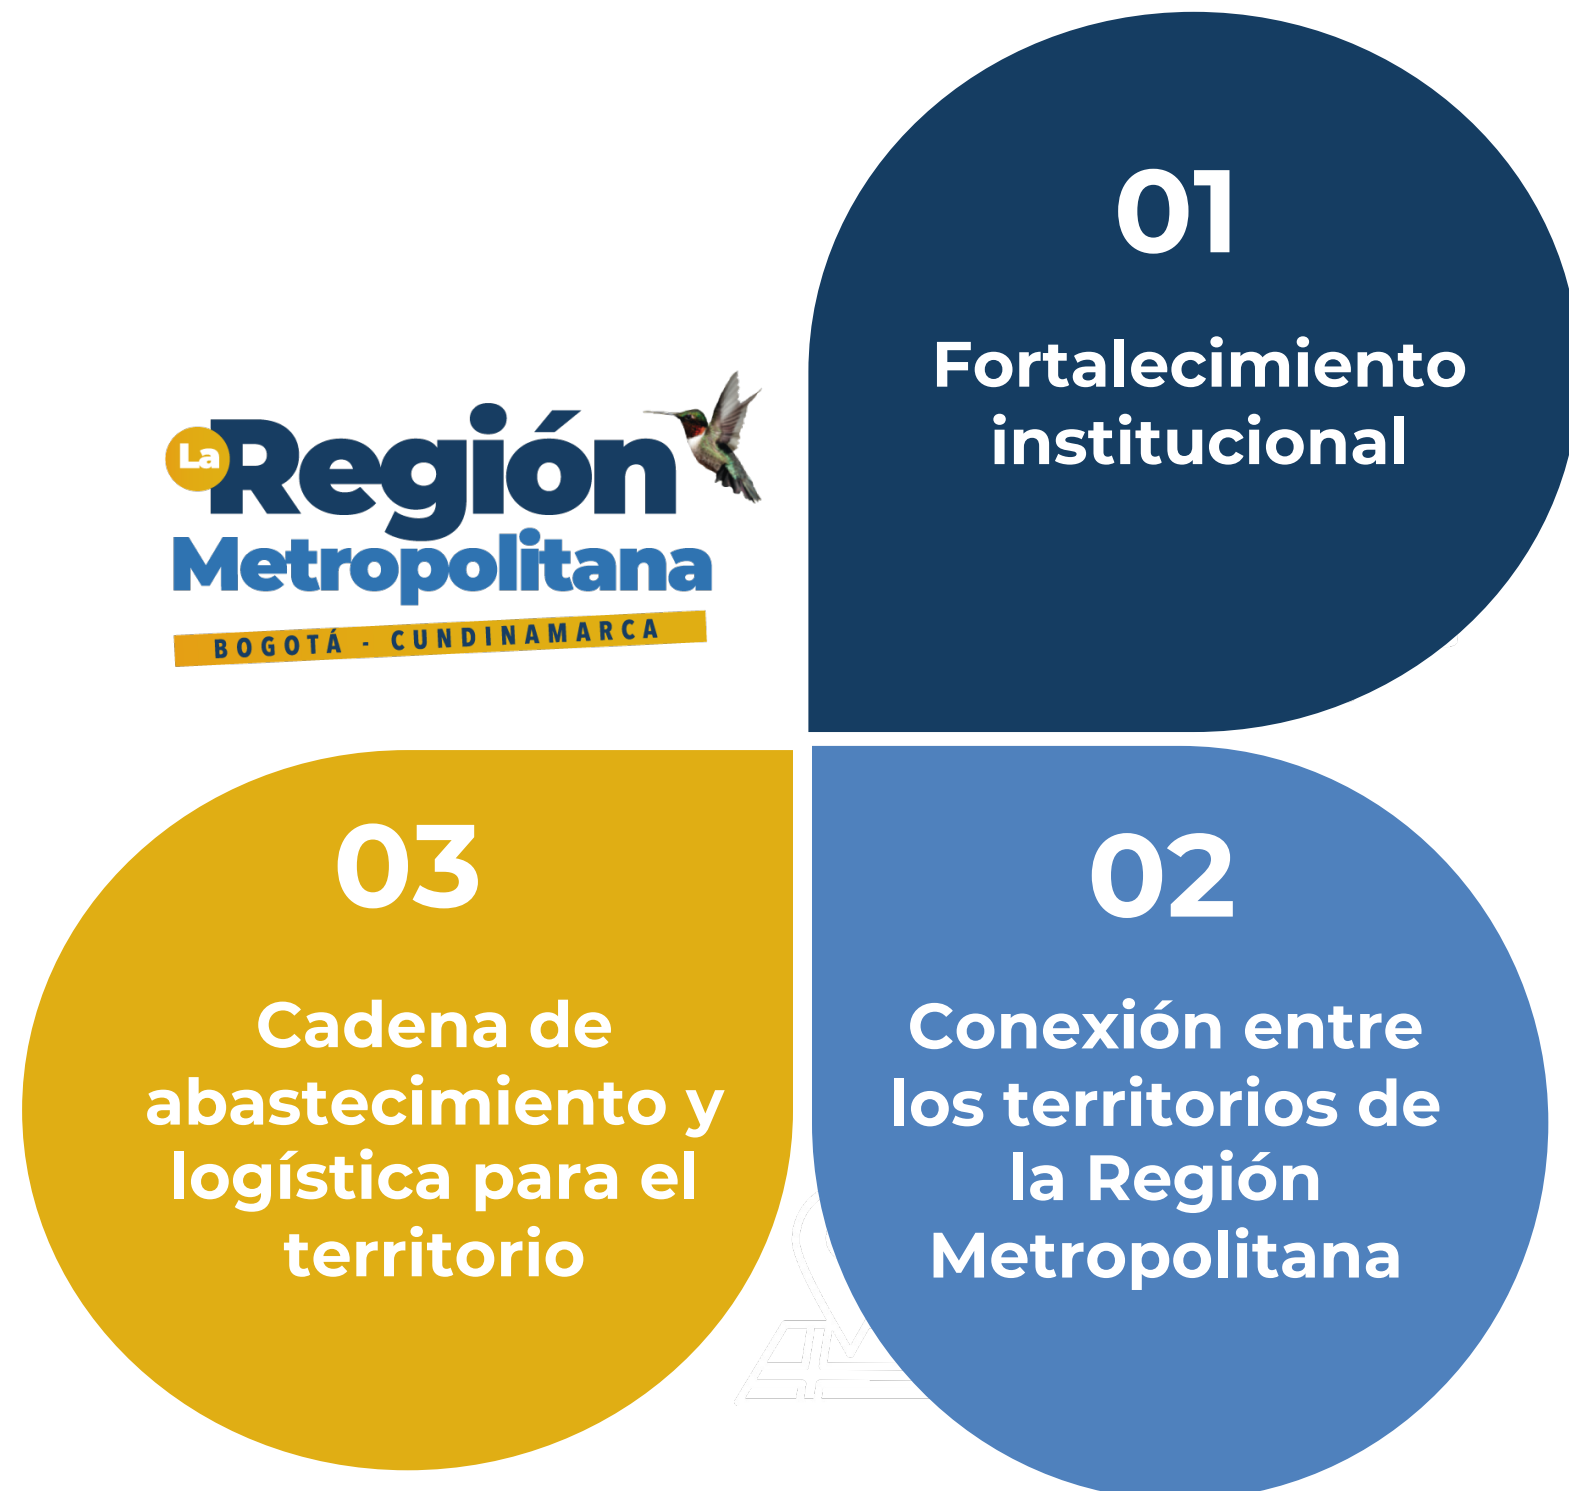 La Región
Metropolitana
BOGOTÁ - CUNDINAMARCA
01
Fortalecimiento
institucional
02
Conexión entre
los territorios de
la Región
Metropolitana
03
Cadena de
abastecimiento y
logística para el
territorio